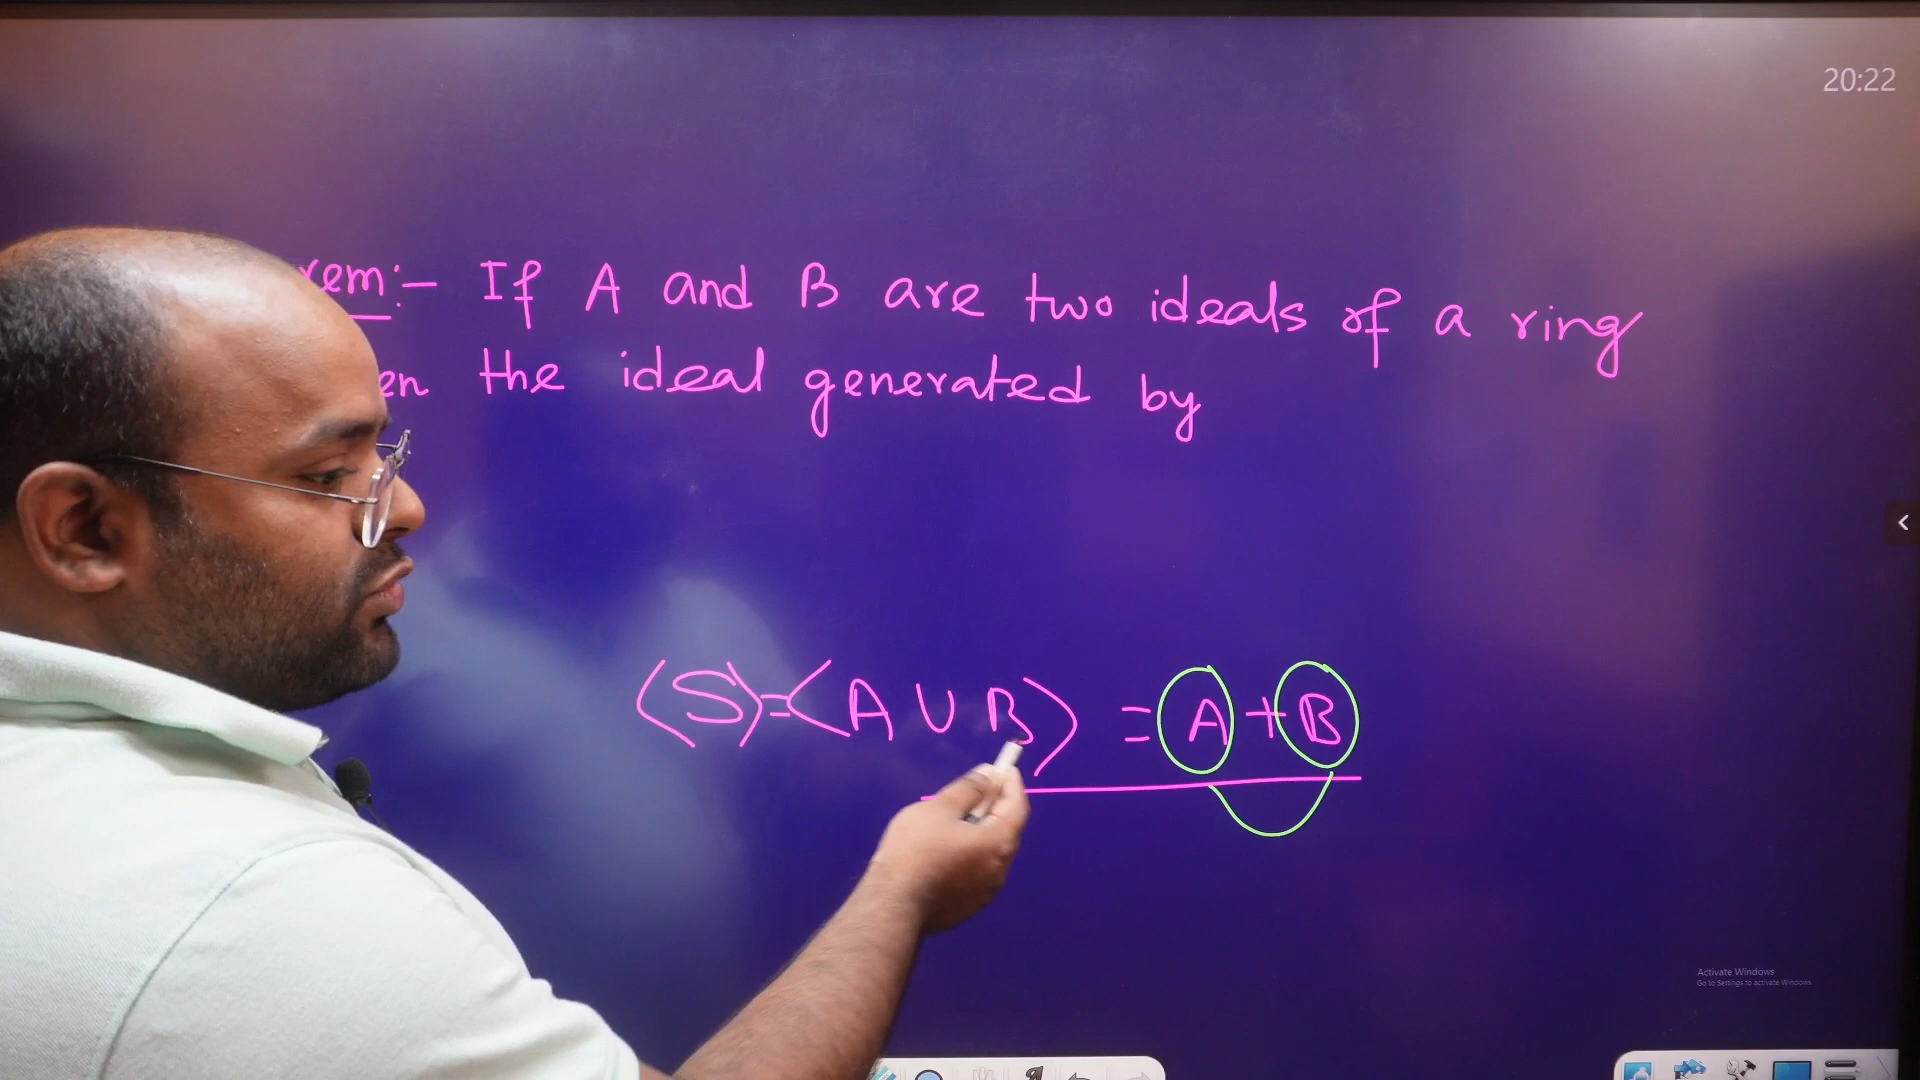 20:22
rem:- If A and B are two ideals of a ring
en the ideal generated by
⟨S⟩=⟨A ∪ B⟩ = A + B
Activate Windows
Go to Settings to activate Windows.